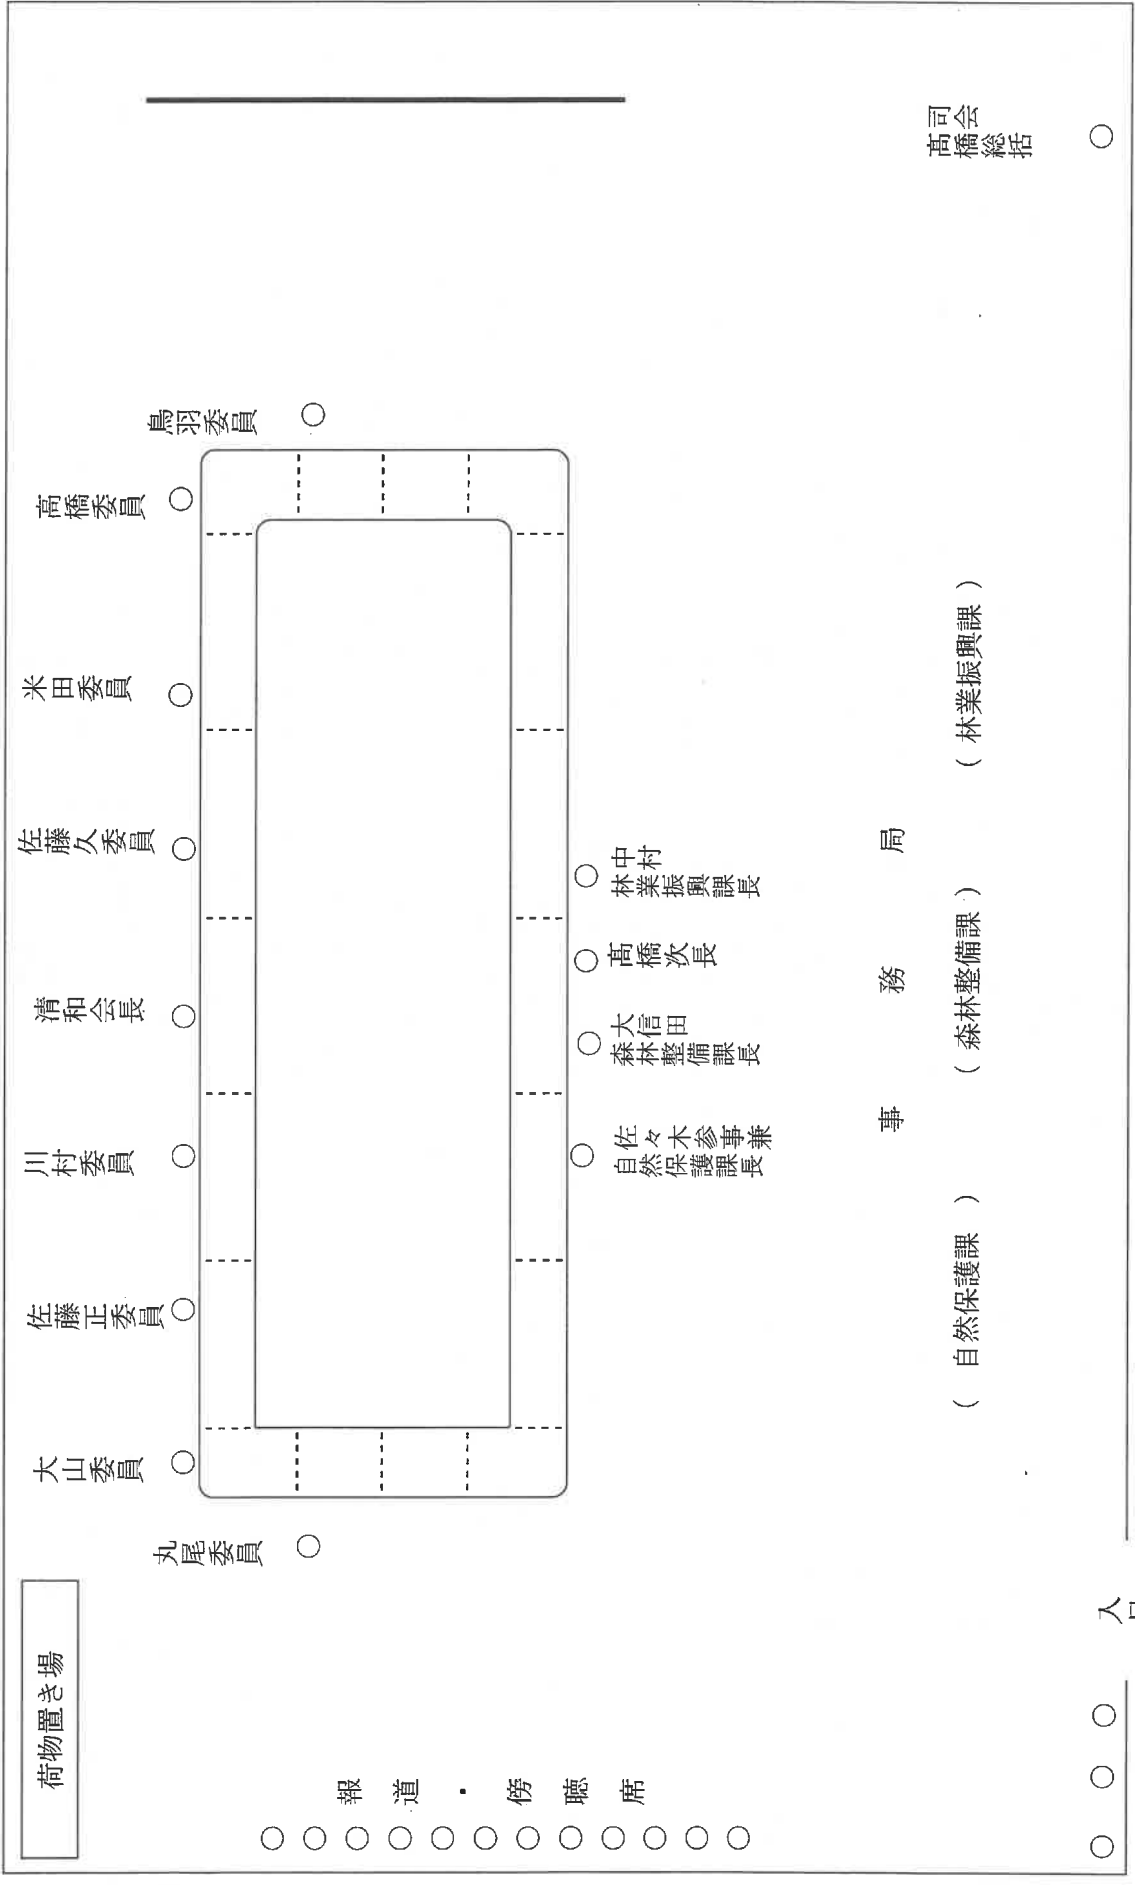 荷物置き場
丸尾委員
大山委員
佐藤正委員
川村委員
清和会長
佐藤久委員
米田委員
高橋委員
鳥羽委員
佐々木参事兼
自然保護課長
大信田
森林整備課長
髙橋次長
中村
林業振興課長
報道・傍聴席
事務局
( 自然保護課 )
( 森林整備課 )
( 林業振興課 )
司会
髙橋総括
入